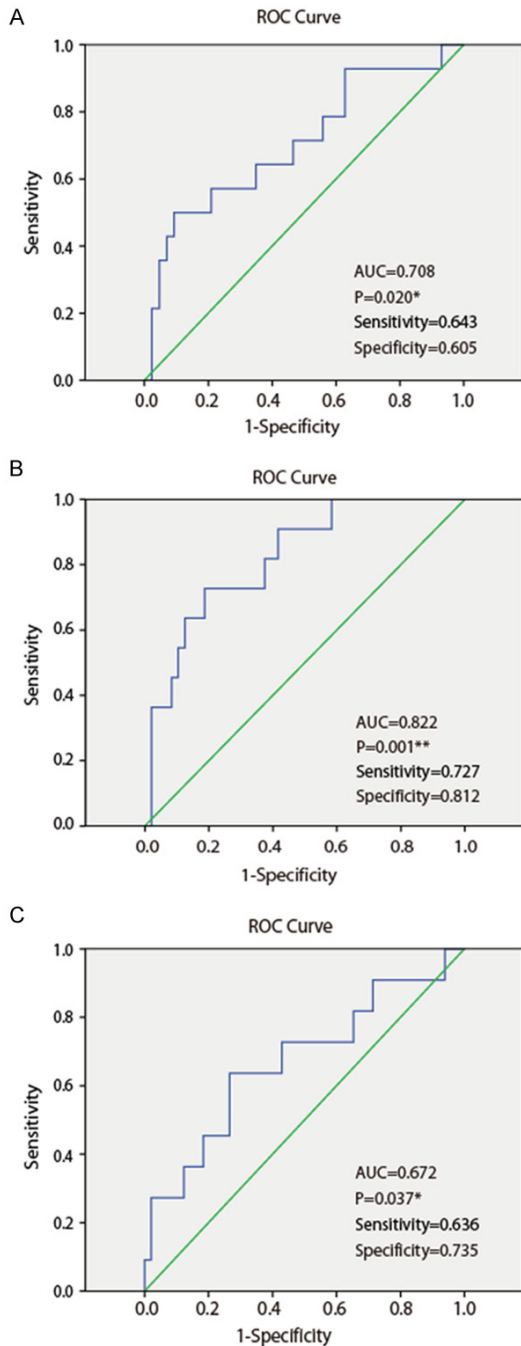 A
ROC Curve
1.0
0.8
0.6
0.4
0.2
0.0
Sensitivity
AUC=0.708
P=0.020*
Sensitivity=0.643
Specificity=0.605
0.0 0.2 0.4 0.6 0.8 1.0
1-Specificity
B
ROC Curve
1.0
0.8
0.6
0.4
0.2
0.0
Sensitivity
AUC=0.822
P=0.001**
Sensitivity=0.727
Specificity=0.812
0.0 0.2 0.4 0.6 0.8 1.0
1-Specificity
C
ROC Curve
1.0
0.8
0.6
0.4
0.2
0.0
Sensitivity
AUC=0.672
P=0.037*
Sensitivity=0.636
Specificity=0.735
0.0 0.2 0.4 0.6 0.8 1.0
1-Specificity